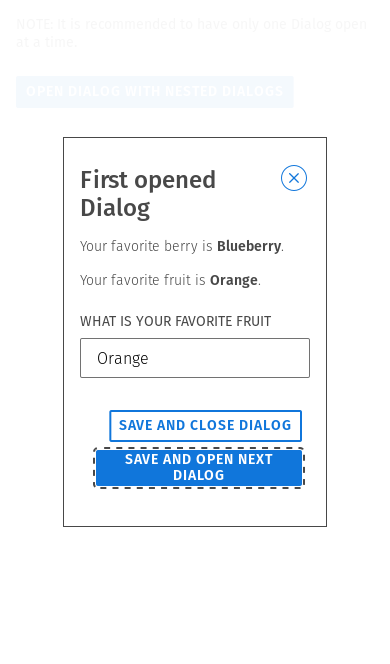 NOTE: It is recommended to have only one Dialog open
at a time.
OPEN DIALOG WITH NESTED DIALOGS
First opened
Dialog
Your favorite berry is Blueberry.
Your favorite fruit is Orange.
WHAT IS YOUR FAVORITE FRUIT
Orange
SAVE AND CLOSE DIALOG
SAVE AND OPEN NEXT
DIALOG